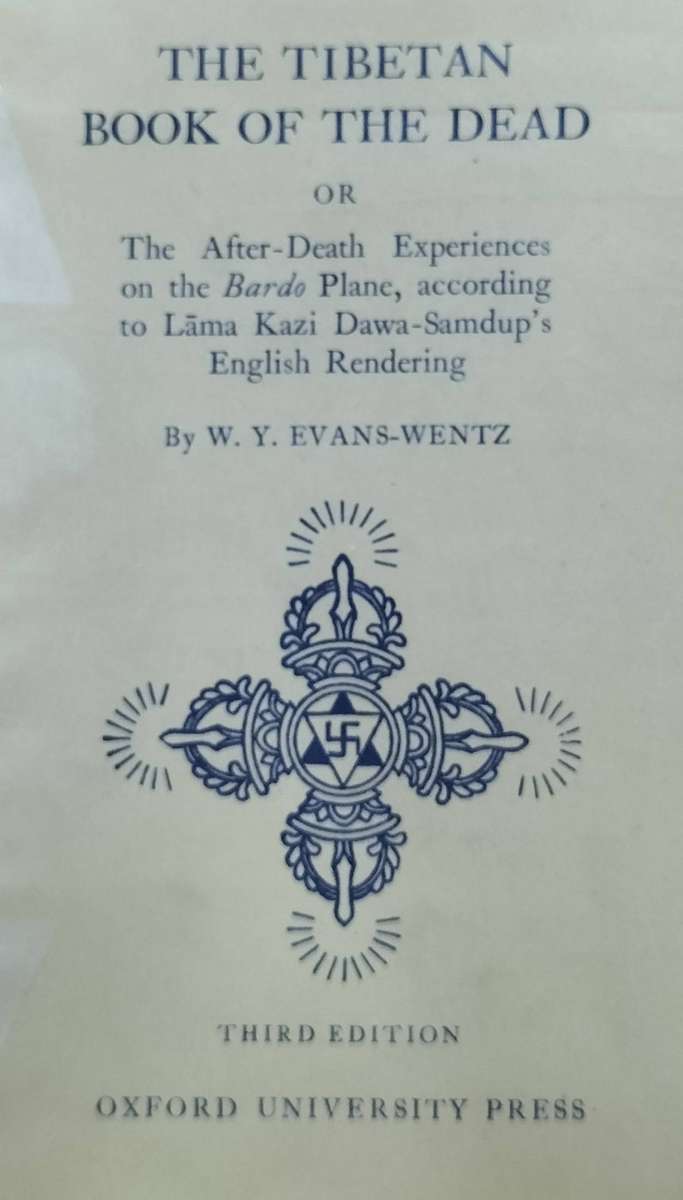 THE TIBETAN
BOOK OF THE DEAD
OR
The After-Death Experiences
on the Bardo Plane, according
to Lāma Kazi Dawa-Samdup's
English Rendering
By W. Y. EVANS-WENTZ
THIRD EDITION
OXFORD UNIVERSITY PRESS